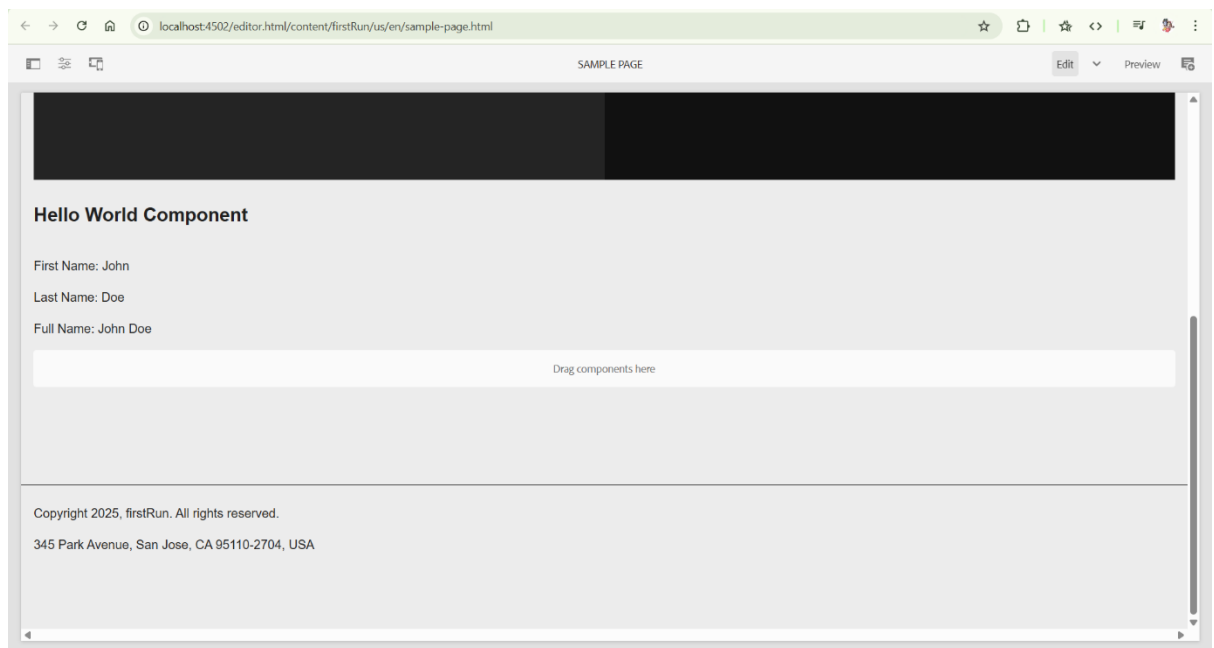 localhost:4502/editor.html/content/firstRun/us/en/sample-page.html
SAMPLE PAGE
Edit
Preview
Hello World Component
First Name: John
Last Name: Doe
Full Name: John Doe
Drag components here
Copyright 2025, firstRun. All rights reserved.
345 Park Avenue, San Jose, CA 95110-2704, USA